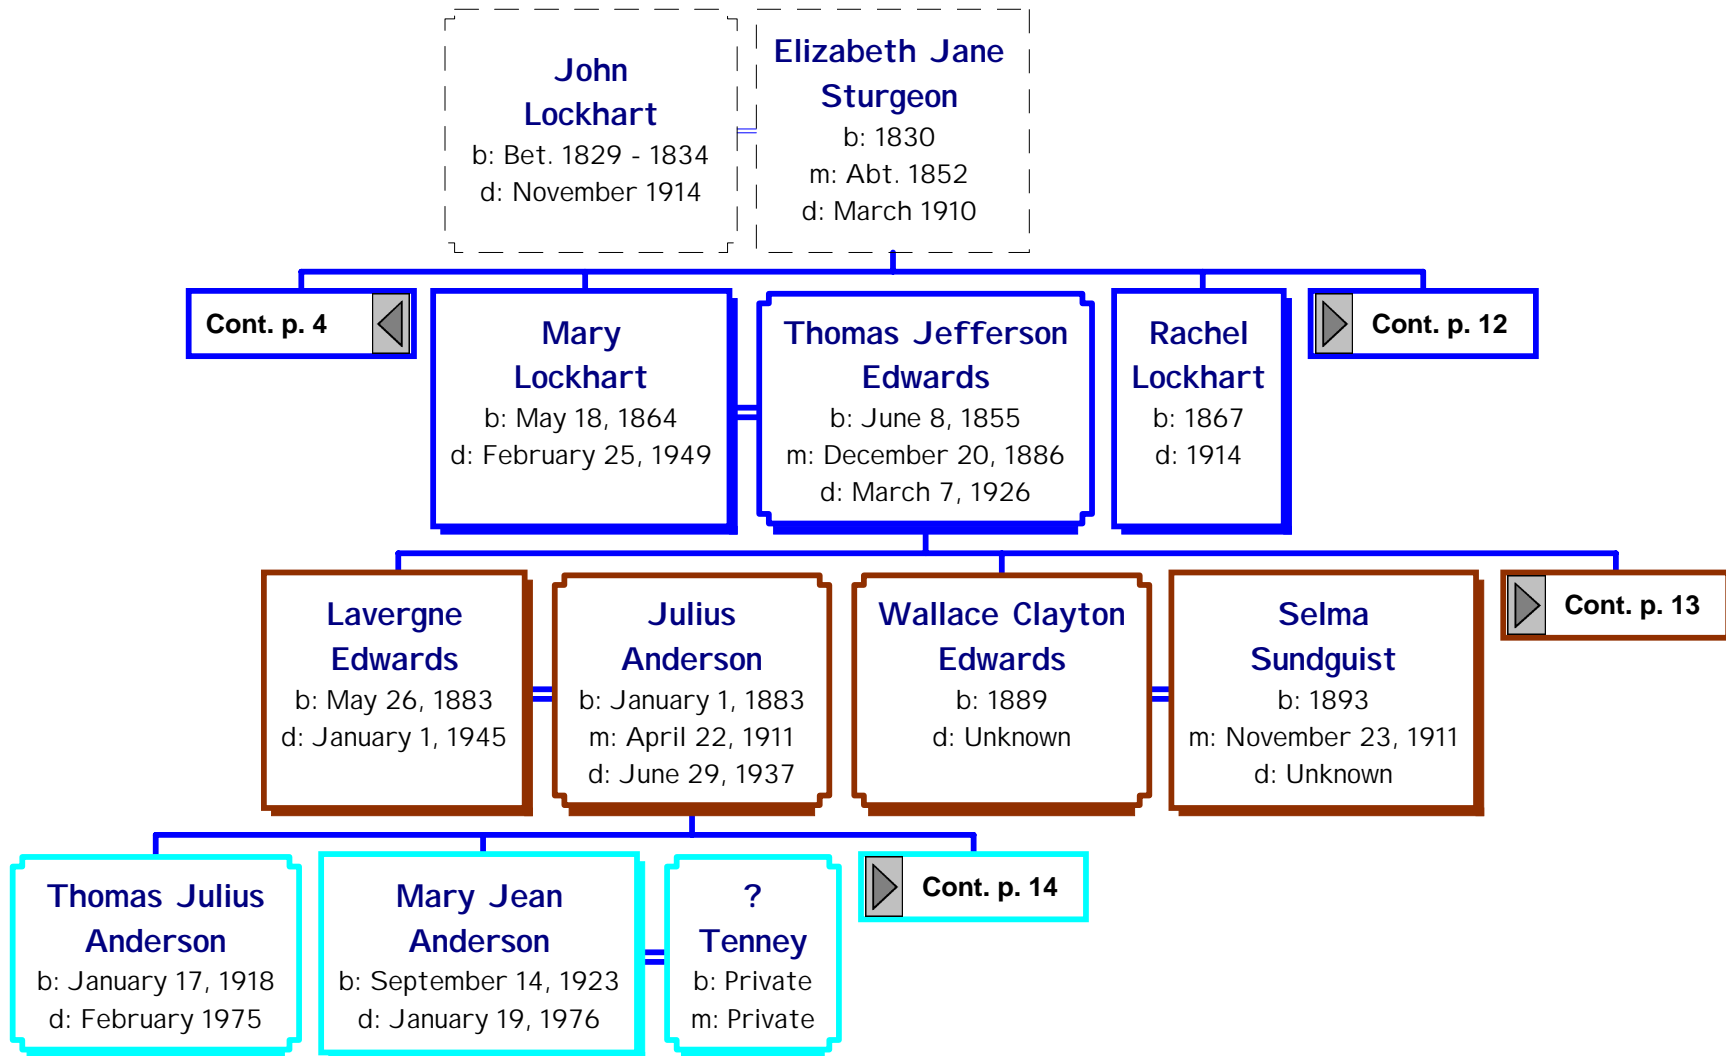 John
Lockhart
b: Bet. 1829 - 1834
d: November 1914
Elizabeth Jane
Sturgeon
b: 1830
m: Abt. 1852
d: March 1910
Cont. p. 4
Mary
Lockhart
b: May 18, 1864
d: February 25, 1949
Thomas Jefferson
Edwards
b: June 8, 1855
m: December 20, 1886
d: March 7, 1926
Rachel
Lockhart
b: 1867
d: 1914
Cont. p. 12
Lavergne
Edwards
b: May 26, 1883
d: January 1, 1945
Julius
Anderson
b: January 1, 1883
m: April 22, 1911
d: June 29, 1937
Wallace Clayton
Edwards
b: 1889
d: Unknown
Selma
Sundguist
b: 1893
m: November 23, 1911
d: Unknown
Cont. p. 13
Thomas Julius
Anderson
b: January 17, 1918
d: February 1975
Mary Jean
Anderson
b: September 14, 1923
d: January 19, 1976
?
Tenney
b: Private
m: Private
Cont. p. 14